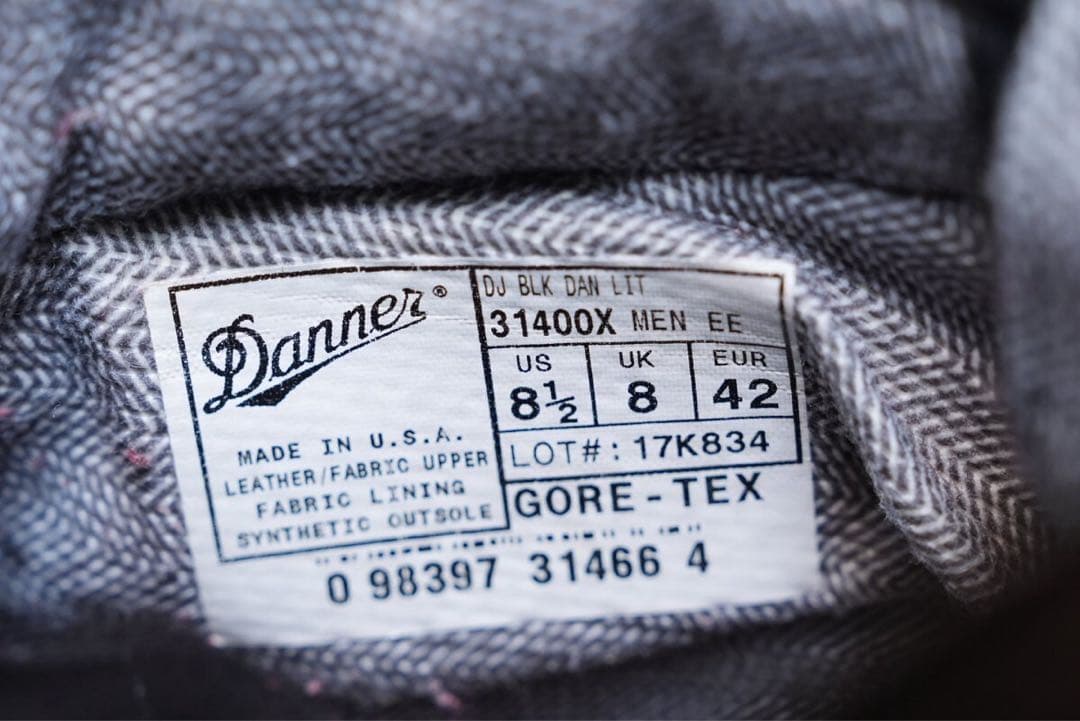 Danner®
MADE IN U.S.A.
LEATHER/FABRIC UPPER
FABRIC LINING
SYNTHETIC OUTSOLE
DJ BLK DAN LIT
31400X MEN EE
US UK EUR
8½ 8 42
LOT#: 17K834
GORE-TEX
0 98397 31466 4